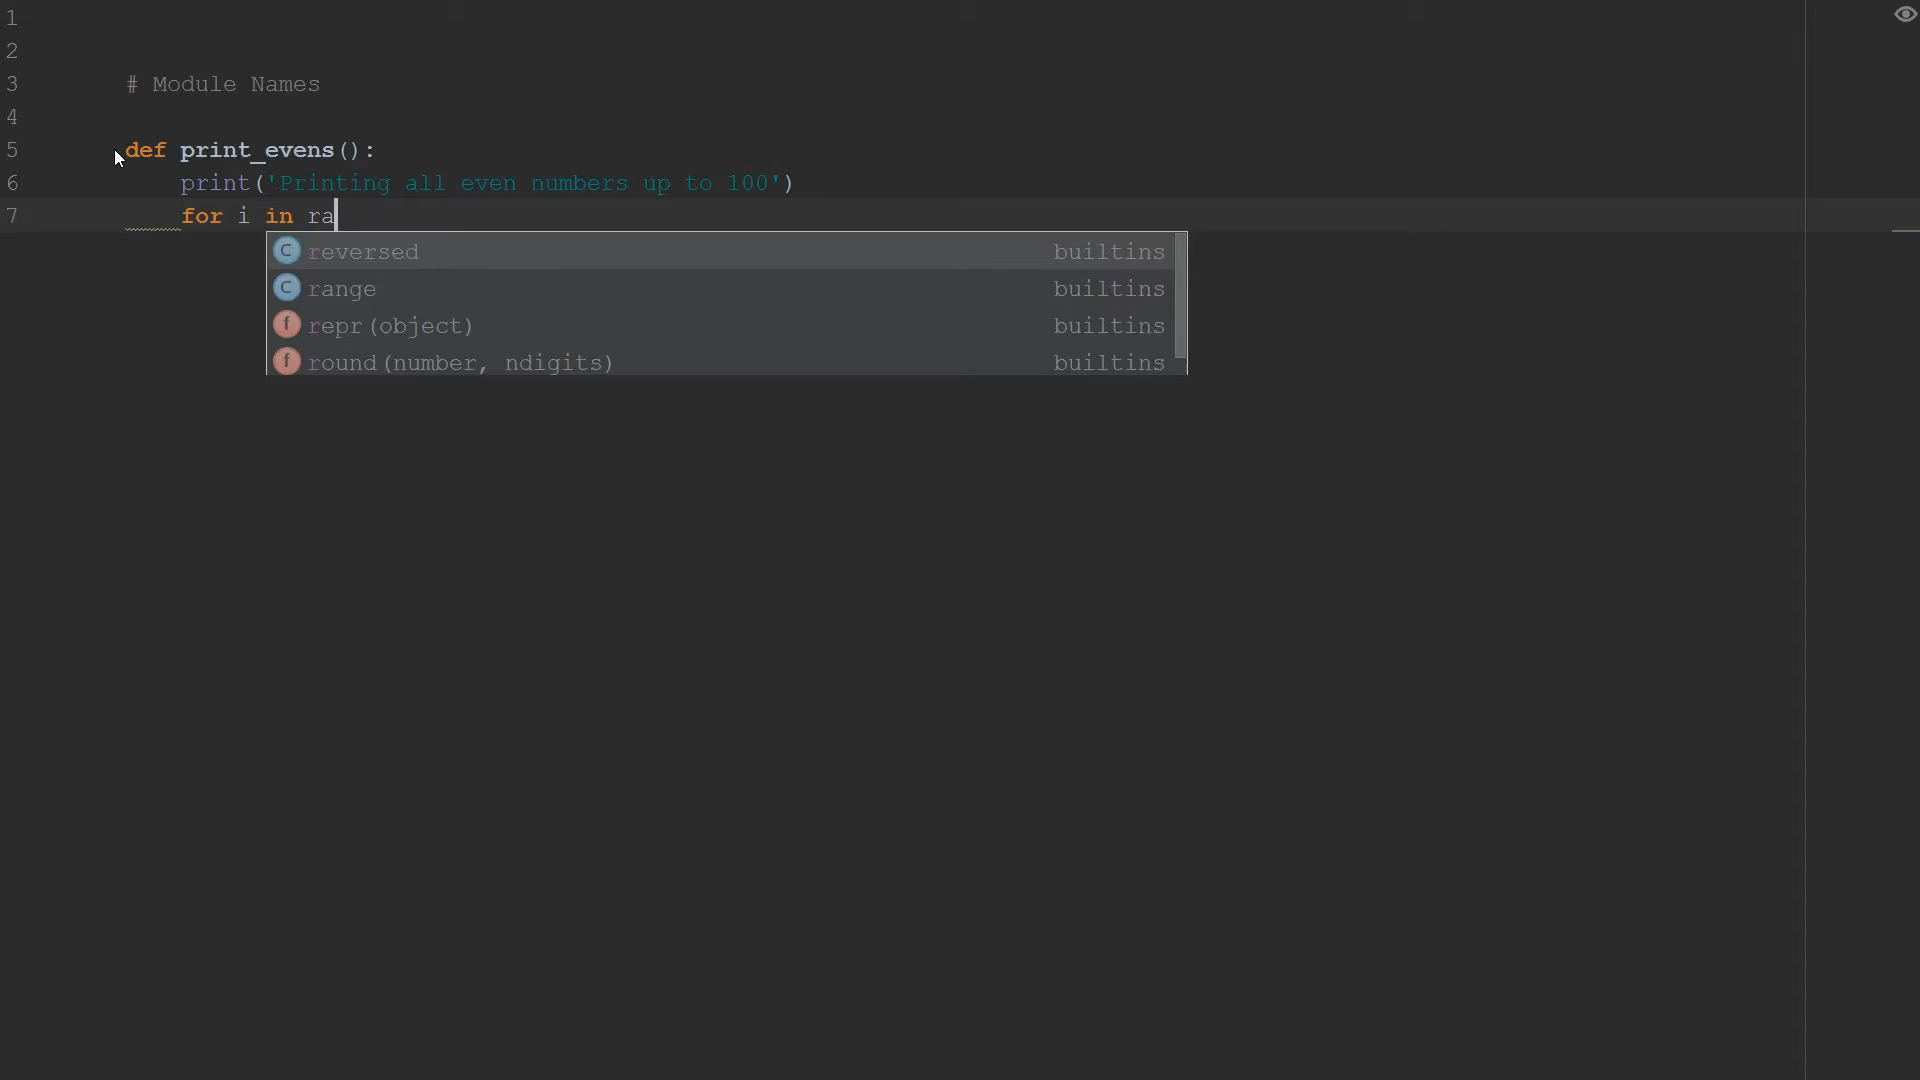 1
2
3 # Module Names
4
5 def print_evens():
6 print('Printing all even numbers up to 100')
7 for i in ra
C reversed builtins
C range builtins
f repr(object) builtins
f round(number, ndigits) builtins